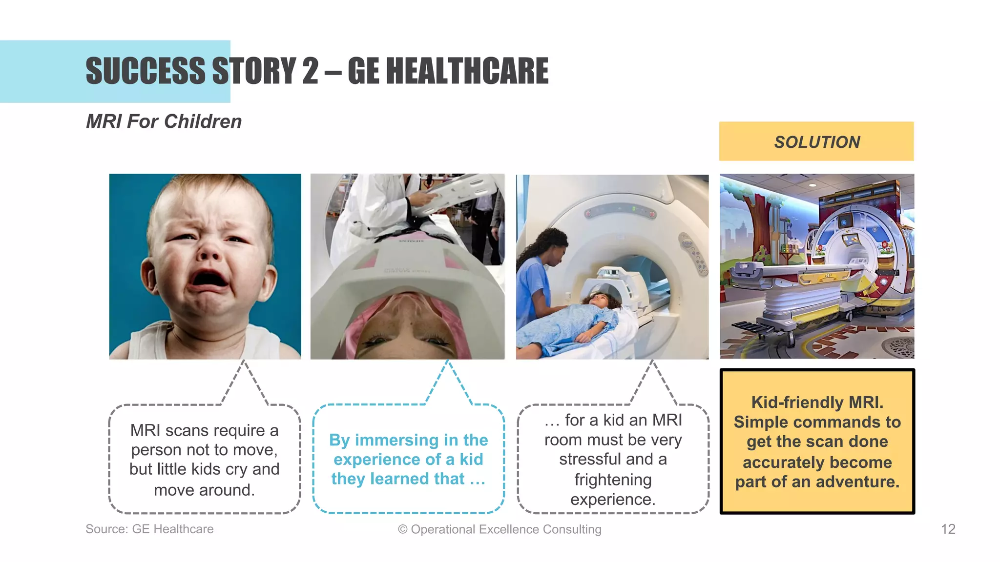 SUCCESS STORY 2 – GE HEALTHCARE
MRI For Children
SOLUTION
SIEMENS
UCSF
MRI scans require a
person not to move,
but little kids cry and
move around.
By immersing in the
experience of a kid
they learned that …
… for a kid an MRI
room must be very
stressful and a
frightening
experience.
Kid-friendly MRI.
Simple commands to
get the scan done
accurately become
part of an adventure.
Source: GE Healthcare
© Operational Excellence Consulting
12